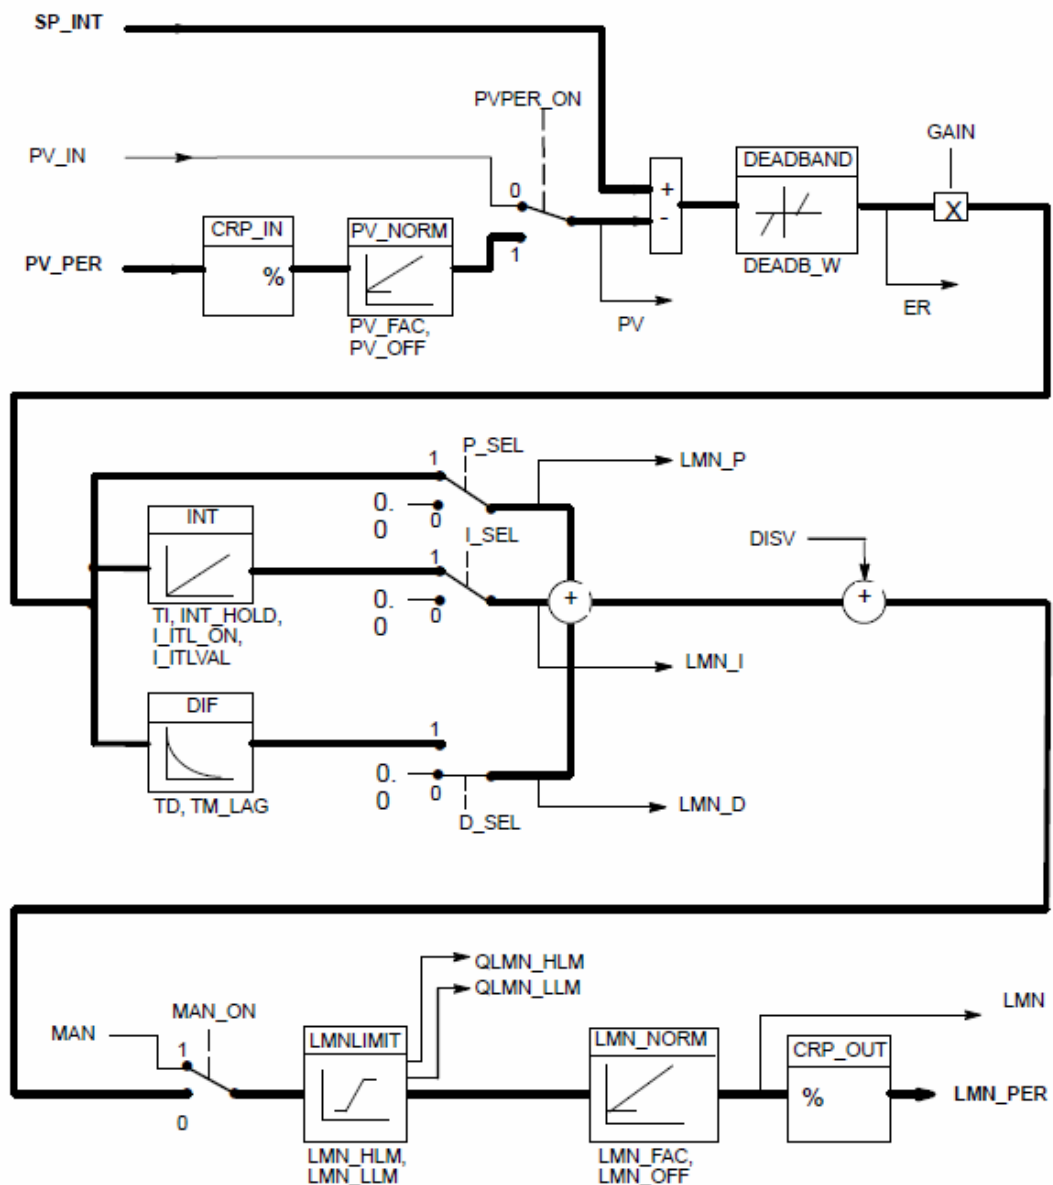 SP_INT
PVPER_ON
GAIN
PV_IN
DEADBAND
0
+
CRP_IN
PV_NORM
-
X
PV_PER
%
1
DEADB_W
PV_FAC,
PV_OFF
PV
ER
P_SEL
1
LMN_P
0.
0
0
INT
I_SEL
DISV
1
0.
0
0
+
+
TI, INT_HOLD,
I_ITL_ON,
I_ITLVAL
LMN_I
DIF
1
0.
0
0
TD, TM_LAG
LMN_D
D_SEL
QLMN_HLM
QLMN_LLM
MAN_ON
LMN
MAN
LMNLIMIT
LMN_NORM
1
CRP_OUT
%
LMN_PER
0
LMN_HLM,
LMN_LLM
LMN_FAC,
LMN_OFF